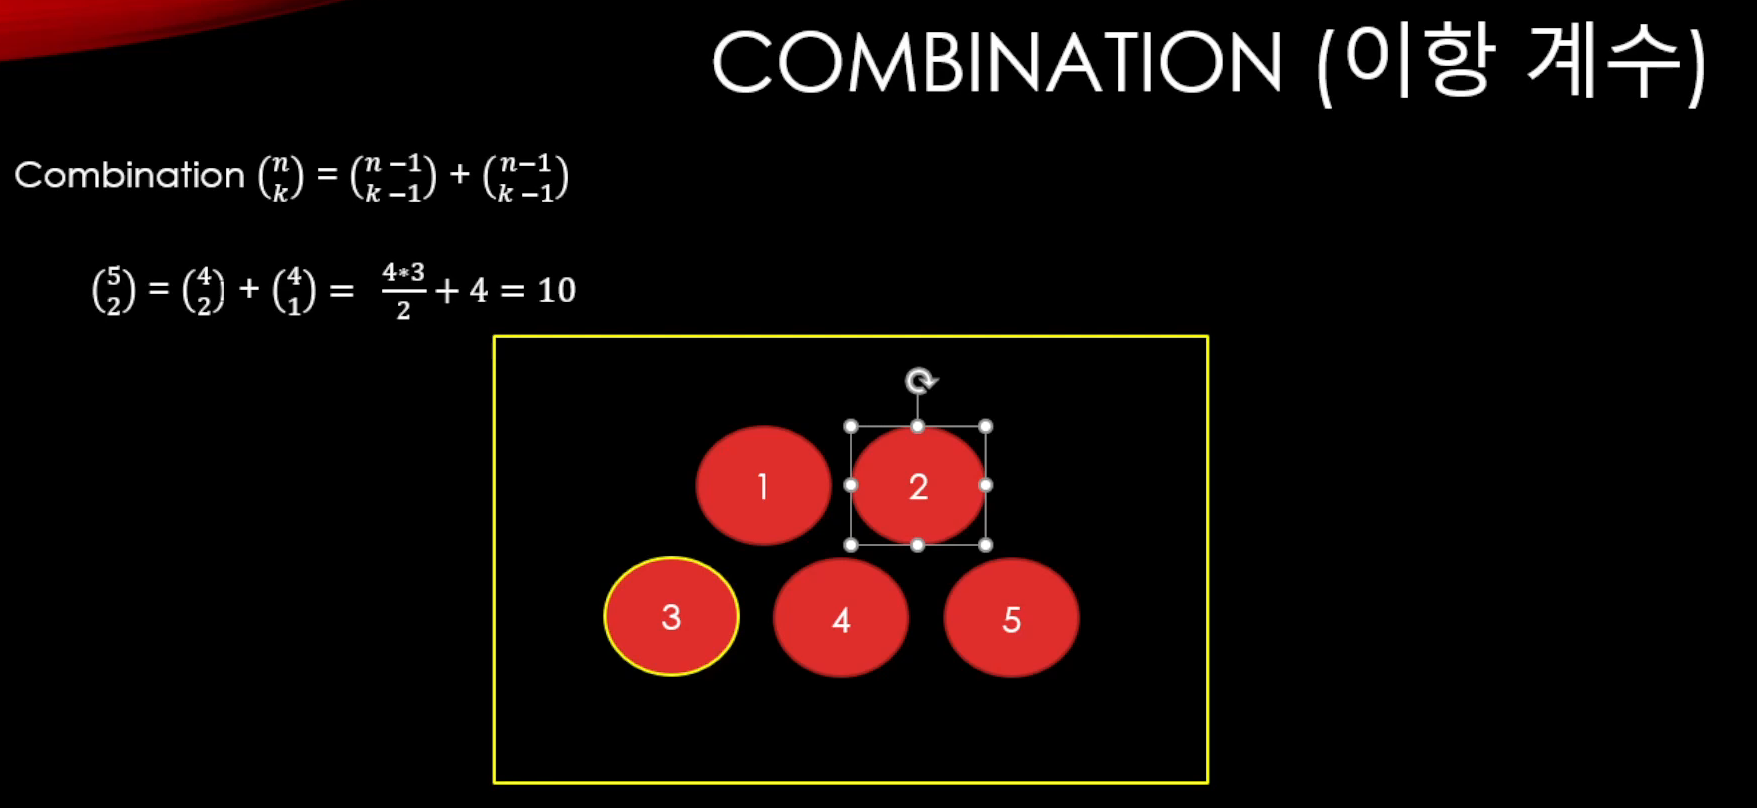 COMBINATION (이항 계수)
Combination (n k) = (n −1 k −1) + (n−1 k −1)
(5 2) = (4 2) + (4 1) = 4*3/2 + 4 = 10
1 2
3 4 5